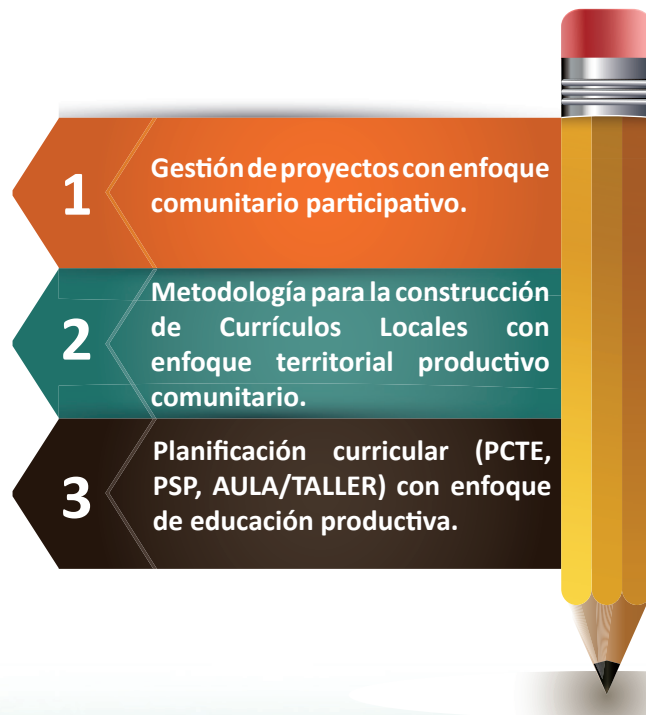 1
Gestión de proyectos con enfoque
comunitario participativo.
2
Metodología para la construcción
de Currículos Locales con
enfoque territorial productivo
comunitario.
3
Planificación curricular (PCTE,
PSP, AULA/TALLER) con enfoque
de educación productiva.